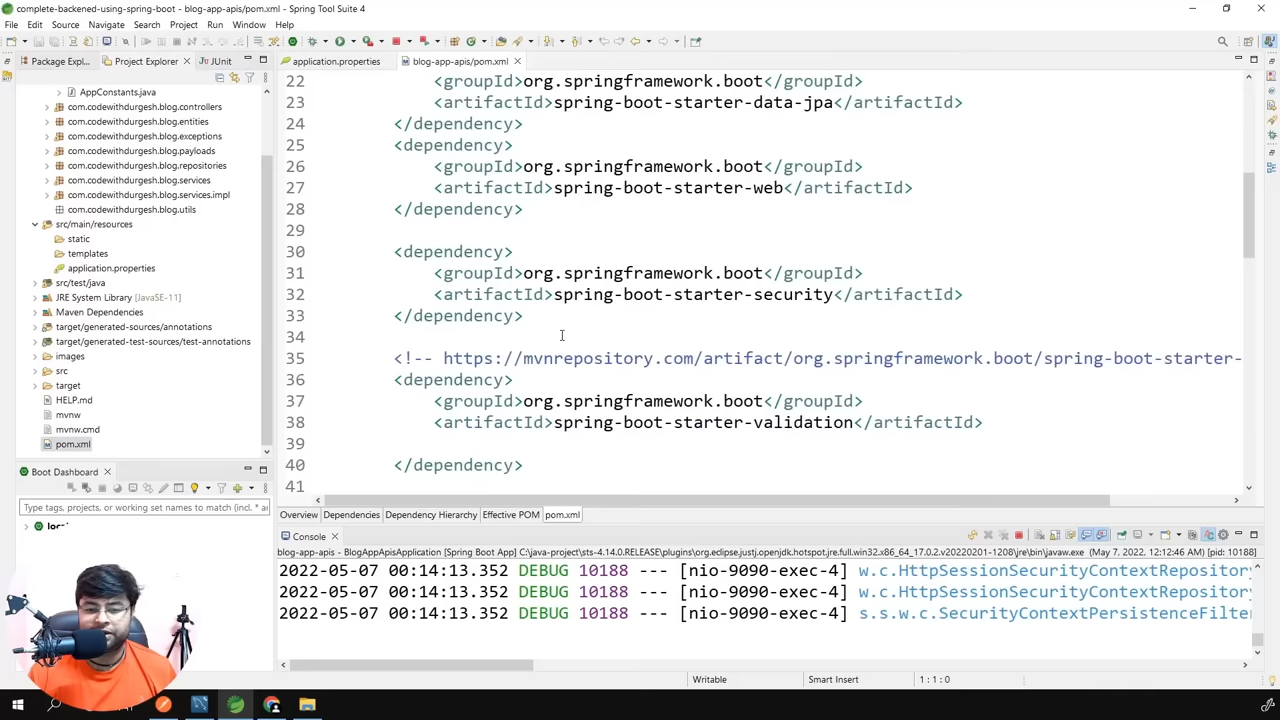 complete-backened-using-spring-boot - blog-app-apis/pom.xml - Spring Tool Suite 4
File Edit Source Navigate Search Project Run Window Help
Package Expl...
Project Explorer
JUnit
application.properties
blog-app-apis/pom.xml
AppConstants.java
com.codewithdurgesh.blog.controllers
com.codewithdurgesh.blog.entities
com.codewithdurgesh.blog.exceptions
com.codewithdurgesh.blog.payloads
com.codewithdurgesh.blog.repositories
com.codewithdurgesh.blog.services
com.codewithdurgesh.blog.services.impl
com.codewithdurgesh.blog.utils
src/main/resources
static
templates
application.properties
src/test/java
JRE System Library [JavaSE-11]
Maven Dependencies
target/generated-sources/annotations
target/generated-test-sources/test-annotations
images
src
target
HELP.md
mvnw
mvnw.cmd
pom.xml
22 <groupId>org.springframework.boot</groupId>
23 <artifactId>spring-boot-starter-data-jpa</artifactId>
24 </dependency>
25 <dependency>
26 <groupId>org.springframework.boot</groupId>
27 <artifactId>spring-boot-starter-web</artifactId>
28 </dependency>
29
30 <dependency>
31 <groupId>org.springframework.boot</groupId>
32 <artifactId>spring-boot-starter-security</artifactId>
33 </dependency>
34
35 <!-- https://mvnrepository.com/artifact/org.springframework.boot/spring-boot-starter-
36 <dependency>
37 <groupId>org.springframework.boot</groupId>
38 <artifactId>spring-boot-starter-validation</artifactId>
39
40 </dependency>
41
Overview Dependencies Dependency Hierarchy Effective POM pom.xml
Boot Dashboard
Type tags, projects, or working set names to match (incl. * a
Console
blog-app-apis - BlogAppApisApplication [Spring Boot App] C:\java-project\sts-4.14.0.RELEASE\plugins\org.eclipse.justj.openjdk.hotspot.jre.full.win32.x86_64_17.0.2.v20220201-1208\jre\bin\javaw.exe (May 7, 2022, 12:12:46 AM) [pid: 10188]
2022-05-07 00:14:13.352 DEBUG 10188 --- [nio-9090-exec-4] w.c.HttpSessionSecurityContextRepository
2022-05-07 00:14:13.352 DEBUG 10188 --- [nio-9090-exec-4] w.c.HttpSessionSecurityContextRepository
2022-05-07 00:14:13.352 DEBUG 10188 --- [nio-9090-exec-4] s.s.w.c.SecurityContextPersistenceFilter
Writable Smart Insert 1 : 1 : 0